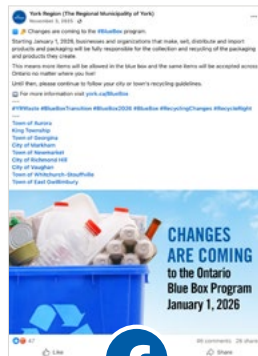 York Region (The Regional Municipality of York)
November 5, 2025
Changes are coming to the #BlueBox program.
Starting January 1, 2026, businesses and organizations that make, sell, distribute and import
products and packaging will be fully responsible for the collection and recycling of the packaging
and products they create.
This means more items will be allowed in the blue box and the same items will be accepted across
Ontario no matter where you live!
Until then, please continue to follow your city or town's recycling guidelines.
For more information visit york.ca/BlueBox
#YRWaste #BlueBoxTransition #BlueBox2026 #BlueBox #RecyclingChanges #RecycleRight
Town of Aurora
King Township
Town of Georgina
City of Markham
Town of Newmarket
City of Richmond Hill
City of Vaughan
Town of Whitchurch-Stouffville
Town of East Gwillimbury
CHANGES
ARE COMING
to the Ontario
Blue Box Program
January 1, 2026
47
comments
share
Like
Share